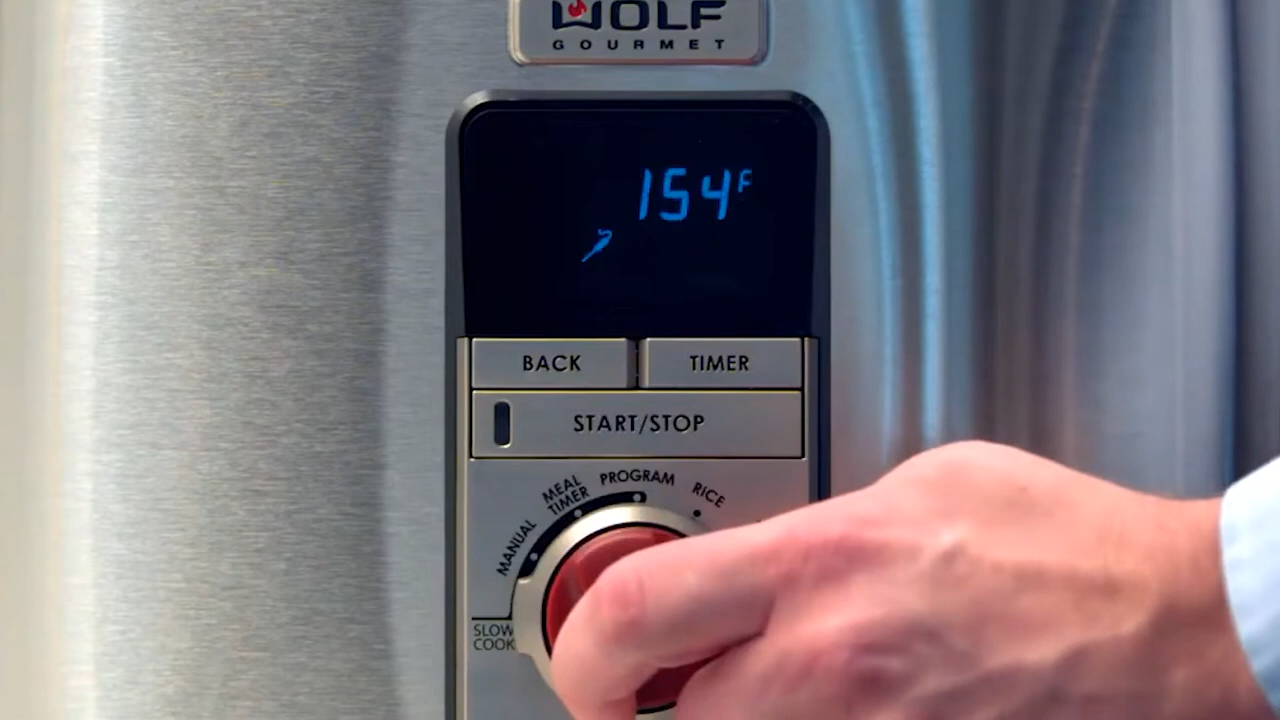 WOLF
GOURMET
154F
BACK
TIMER
START/STOP
MANUAL
MEAL
TIMER
PROGRAM
RICE
SLOW
COOK